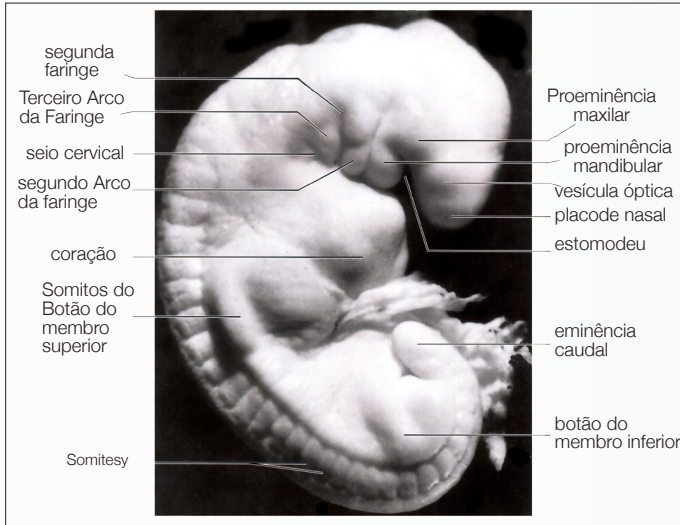 segunda
faringe
Terceiro Arco
da Faringe
seio cervical
segundo Arco
da faringe
coração
Somitos do
Botão do
membro
superior
Somitesy
Proeminência
maxilar
proeminência
mandibular
vesícula óptica
placode nasal
estomodeu
eminência
caudal
botão do
membro inferior